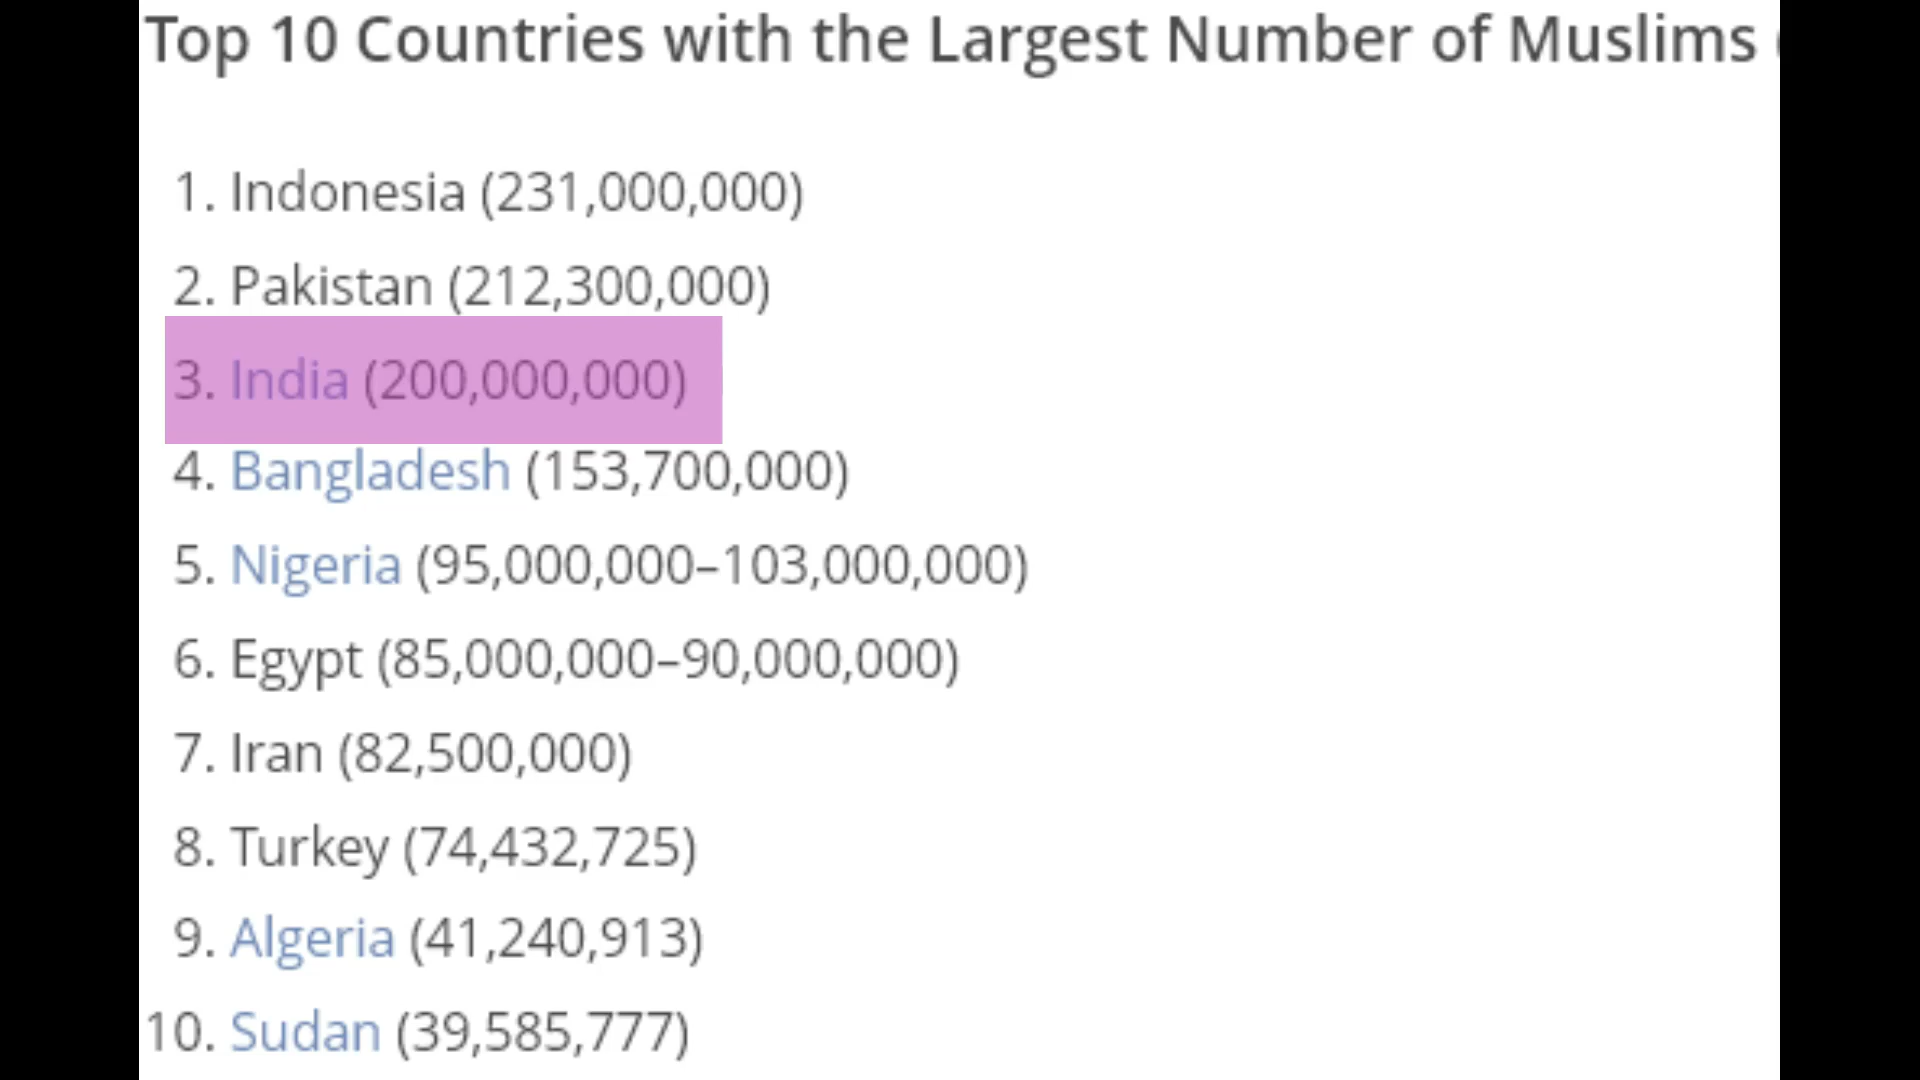 Top 10 Countries with the Largest Number of Muslims
1. Indonesia (231,000,000)
2. Pakistan (212,300,000)
3. India (200,000,000)
4. Bangladesh (153,700,000)
5. Nigeria (95,000,000–103,000,000)
6. Egypt (85,000,000–90,000,000)
7. Iran (82,500,000)
8. Turkey (74,432,725)
9. Algeria (41,240,913)
10. Sudan (39,585,777)